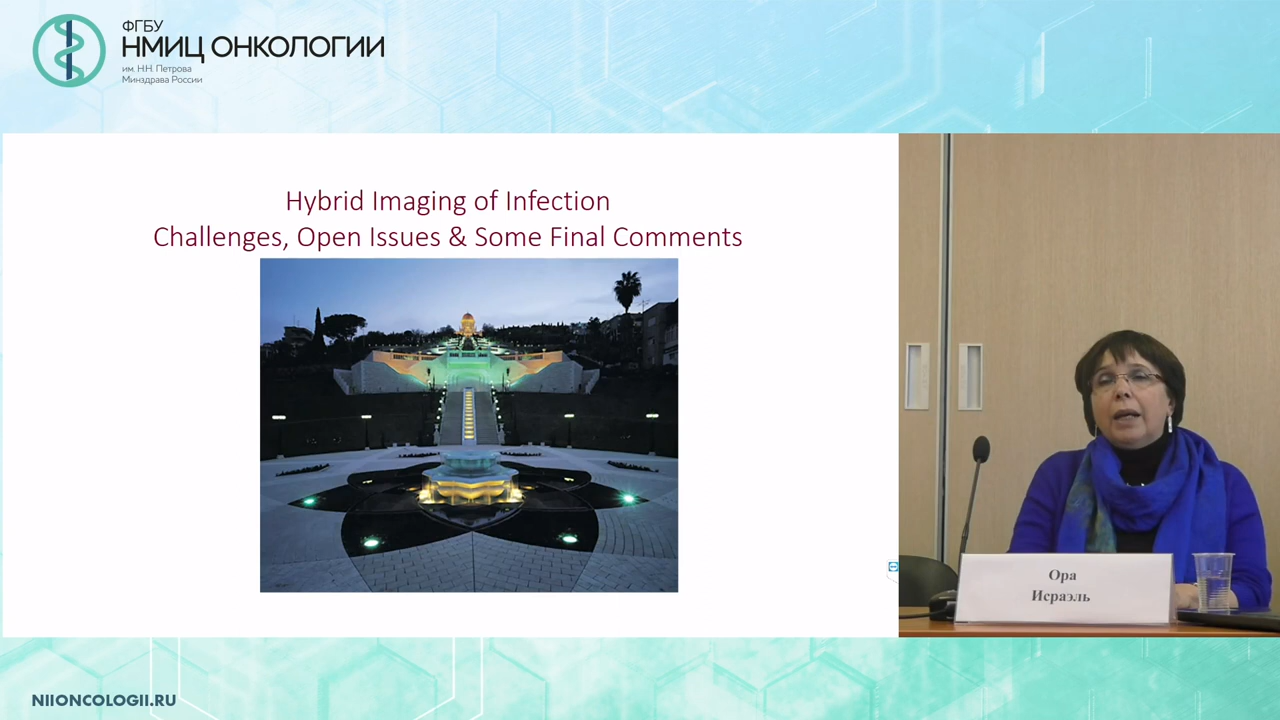 ФГБУ
НМИЦ ОНКОЛОГИИ
им. Н.Н. Петрова
Минздрава России
Hybrid Imaging of Infection
Challenges, Open Issues & Some Final Comments
Ора
Исраэль
NIIONCOLOGII.RU